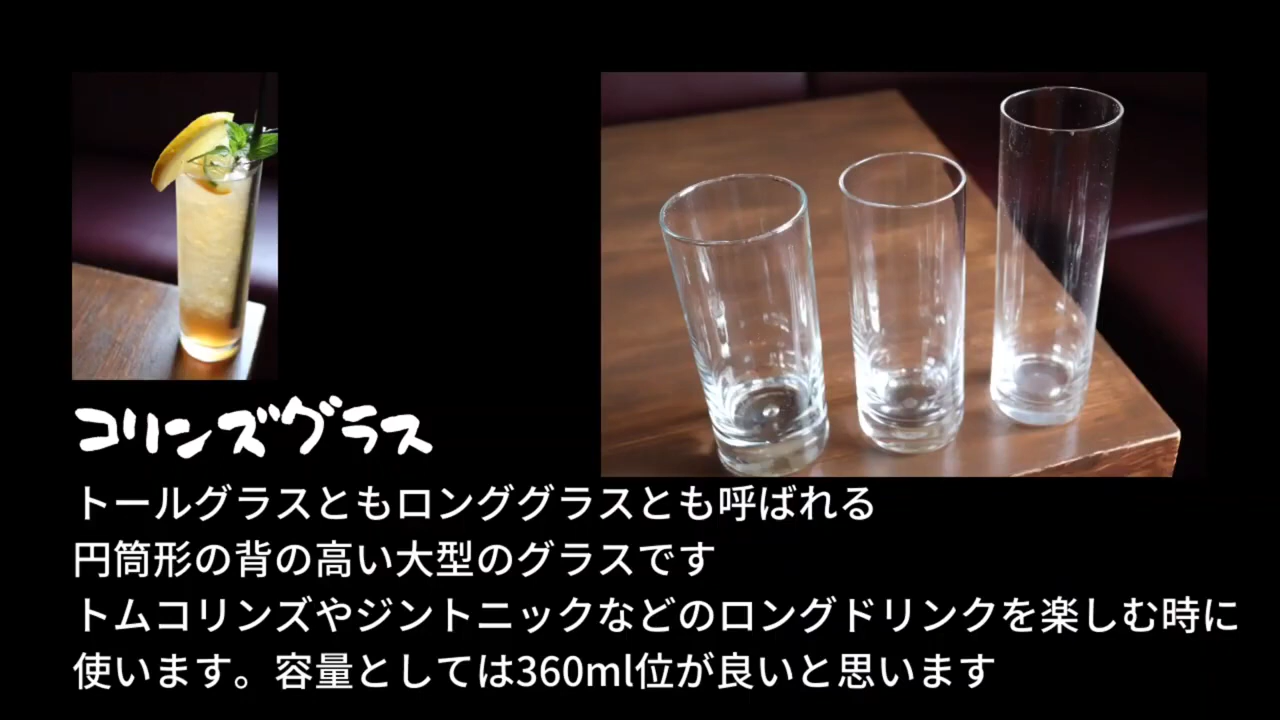 コリンズグラス
トールグラスともロンググラスとも呼ばれる
円筒形の背の高い大型のグラスです
トムコリンズやジントニックなどのロングドリンクを楽しむ時に
使います。容量としては360ml位が良いと思います